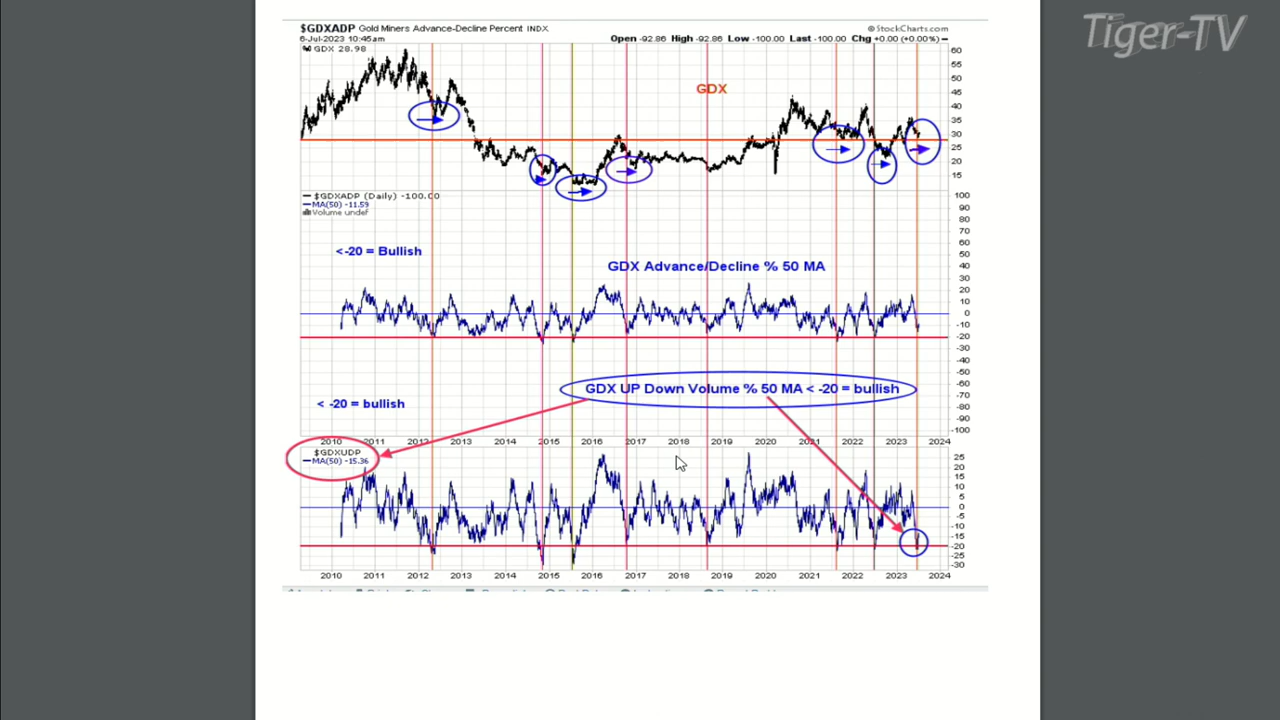 Tiger-TV
$GDXADP Gold Miners Advance-Decline Percent INDX
© StockCharts.com
6-Jul-2023 10:45am
Open -92.86 High -92.86 Low -100.00 Last -100.00 Chg +0.00 (+0.00%)
GDX 28.98
GDX
60
55
50
45
40
35
30
25
20
15
$GDXADP (Daily) -100.00
MA(50) -11.59
Volume undef
<-20 = Bullish
GDX Advance/Decline % 50 MA
100
90
80
70
60
50
40
30
20
10
0
-10
-20
-30
-40
-50
-60
-70
-80
-90
-100
GDX UP Down Volume % 50 MA < -20 = bullish
< -20 = bullish
2010 2011 2012 2013 2014 2015 2016 2017 2018 2019 2020 2021 2022 2023 2024
$GDXUDP
MA(50) -15.36
25
20
15
10
5
0
-5
-10
-15
-20
-25
-30
2010 2011 2012 2013 2014 2015 2016 2017 2018 2019 2020 2021 2022 2023 2024